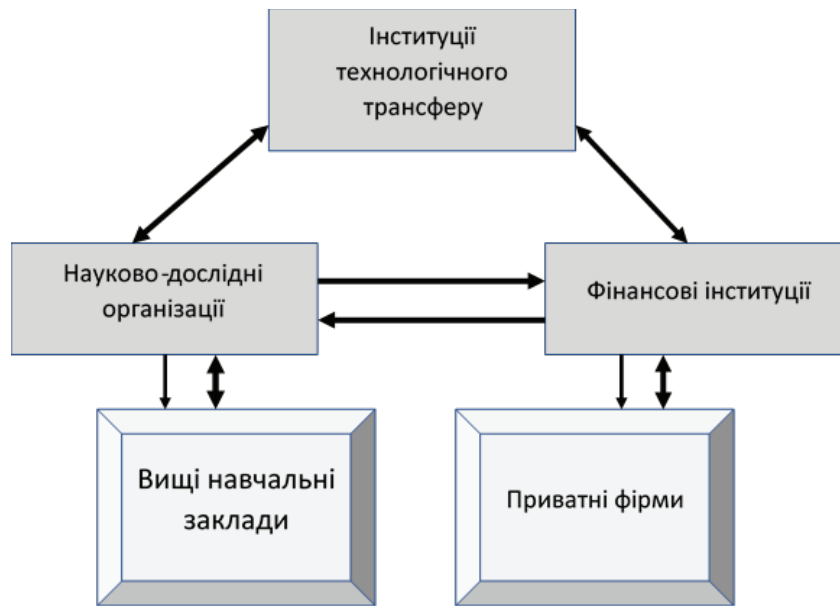 Інституції
технологічного
трансферу
Науково-дослідні
організації
Фінансові інституції
Вищі навчальні
заклади
Приватні фірми